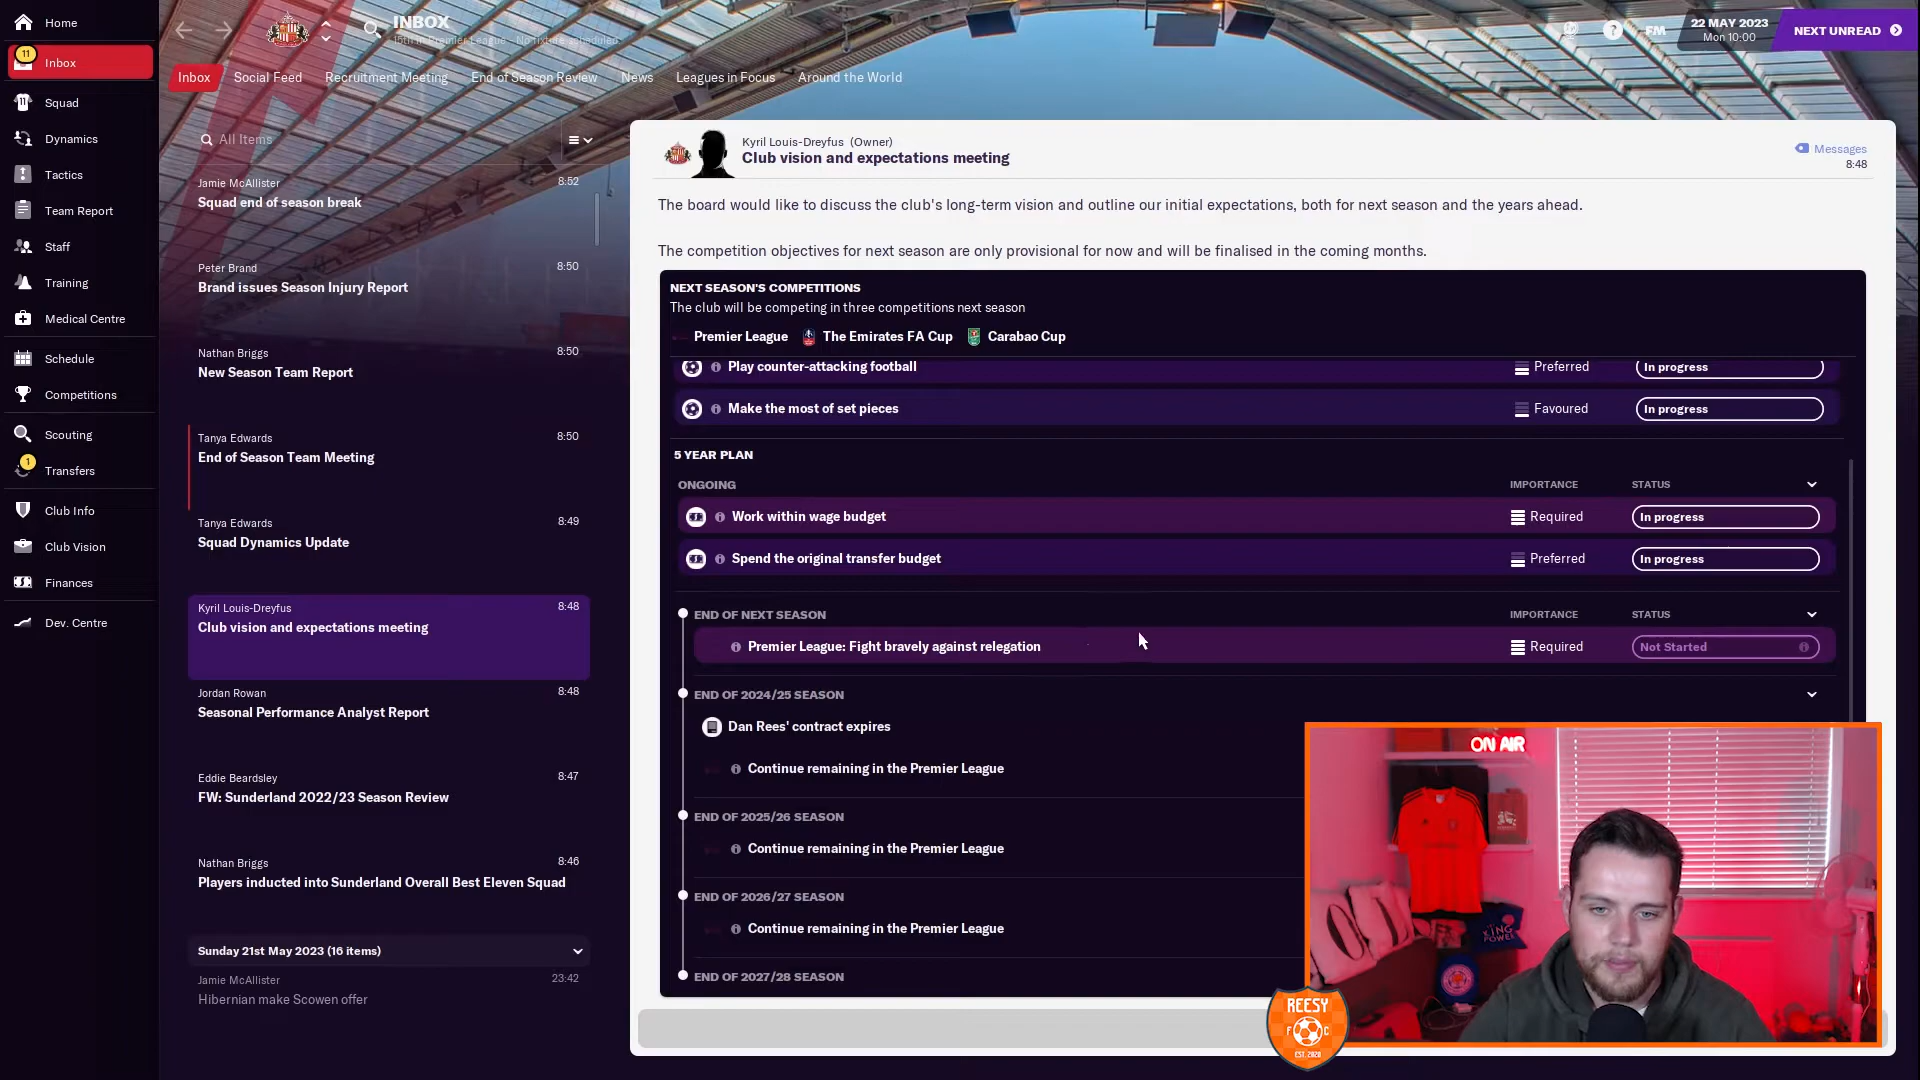 Home
11
Inbox
Squad
Dynamics
Tactics
Team Report
Staff
Training
Medical Centre
Schedule
Competitions
Scouting
1
Transfers
Club Info
Club Vision
Finances
Dev. Centre
INBOX
15th in Premier League - No fixture scheduled
FM
22 MAY 2023
Mon 10:00
NEXT UNREAD
Inbox Social Feed Recruitment Meeting End of Season Review News Leagues in Focus Around the World
All Items
Jamie McAllister 8:52
Squad end of season break
Peter Brand 8:50
Brand issues Season Injury Report
Nathan Briggs 8:50
New Season Team Report
Tanya Edwards 8:50
End of Season Team Meeting
Tanya Edwards 8:49
Squad Dynamics Update
Kyril Louis-Dreyfus 8:48
Club vision and expectations meeting
Jordan Rowan 8:48
Seasonal Performance Analyst Report
Eddie Beardsley 8:47
FW: Sunderland 2022/23 Season Review
Nathan Briggs 8:46
Players inducted into Sunderland Overall Best Eleven Squad
Sunday 21st May 2023 (16 items)
Jamie McAllister 23:42
Hibernian make Scowen offer
Kyril Louis-Dreyfus (Owner)
Club vision and expectations meeting
Messages
8:48
The board would like to discuss the club's long-term vision and outline our initial expectations, both for next season and the years ahead.
The competition objectives for next season are only provisional for now and will be finalised in the coming months.
NEXT SEASON'S COMPETITIONS
The club will be competing in three competitions next season
Premier League The Emirates FA Cup Carabao Cup
Play counter-attacking football Preferred In progress
Make the most of set pieces Favoured In progress
5 YEAR PLAN
ONGOING IMPORTANCE STATUS
Work within wage budget Required In progress
Spend the original transfer budget Preferred In progress
END OF NEXT SEASON IMPORTANCE STATUS
Premier League: Fight bravely against relegation Required Not Started
END OF 2024/25 SEASON
Dan Rees' contract expires
Continue remaining in the Premier League
END OF 2025/26 SEASON
Continue remaining in the Premier League
END OF 2026/27 SEASON
Continue remaining in the Premier League
END OF 2027/28 SEASON
ON AIR
KING
POWER
REESY
F C
EST. 2020